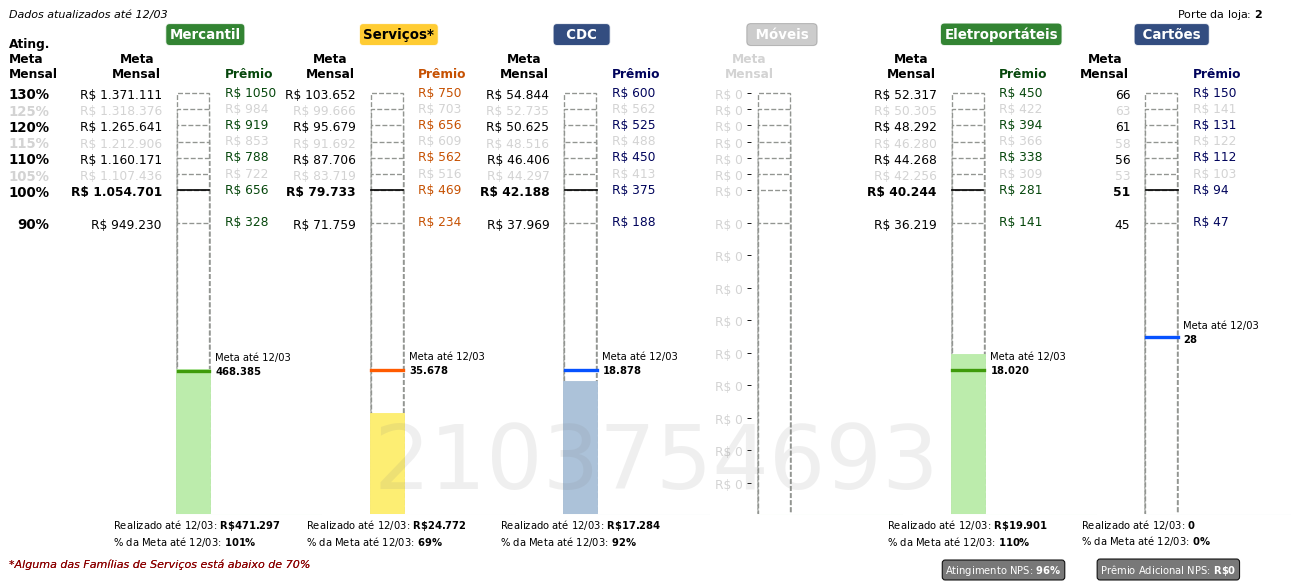 Dados atualizados até 12/03
Porte da loja: 2
Mercantil Serviços* CDC Móveis Eletroportáteis Cartões
Ating. Meta Mensal
Meta Mensal Prêmio Meta Mensal Prêmio Meta Mensal Prêmio Meta Mensal Meta Mensal Prêmio Meta Mensal Prêmio
130% R$ 1.371.111 R$ 1050 R$ 103.652 R$ 750 R$ 54.844 R$ 600 R$ 0 R$ 52.317 R$ 450 66 R$ 150
125% R$ 1.318.376 R$ 984 R$ 99.666 R$ 703 R$ 52.735 R$ 562 R$ 0 R$ 50.305 R$ 422 63 R$ 141
120% R$ 1.265.641 R$ 919 R$ 95.679 R$ 656 R$ 50.625 R$ 525 R$ 0 R$ 48.292 R$ 394 61 R$ 131
115% R$ 1.212.906 R$ 853 R$ 91.692 R$ 609 R$ 48.516 R$ 488 R$ 0 R$ 46.280 R$ 366 58 R$ 122
110% R$ 1.160.171 R$ 788 R$ 87.706 R$ 562 R$ 46.406 R$ 450 R$ 0 R$ 44.268 R$ 338 56 R$ 112
105% R$ 1.107.436 R$ 722 R$ 83.719 R$ 516 R$ 44.297 R$ 413 R$ 0 R$ 42.256 R$ 309 53 R$ 103
100% R$ 1.054.701 R$ 656 R$ 79.733 R$ 469 R$ 42.188 R$ 375 R$ 0 R$ 40.244 R$ 281 51 R$ 94
90% R$ 949.230 R$ 328 R$ 71.759 R$ 234 R$ 37.969 R$ 188 R$ 0 R$ 36.219 R$ 141 45 R$ 47
R$ 0
R$ 0
R$ 0
R$ 0
R$ 0
R$ 0
R$ 0
R$ 0
Meta até 12/03
468.385
Meta até 12/03
35.678
Meta até 12/03
18.878
Meta até 12/03
18.020
Meta até 12/03
28
2103754693
Realizado até 12/03: R$471.297
% da Meta até 12/03: 101%
Realizado até 12/03: R$24.772
% da Meta até 12/03: 69%
Realizado até 12/03: R$17.284
% da Meta até 12/03: 92%
Realizado até 12/03: R$19.901
% da Meta até 12/03: 110%
Realizado até 12/03: 0
% da Meta até 12/03: 0%
*Alguma das Famílias de Serviços está abaixo de 70%
Atingimento NPS: 96%
Prêmio Adicional NPS: R$0